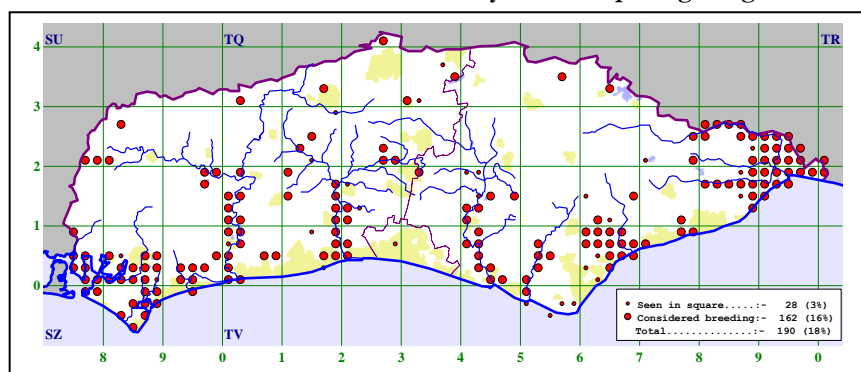 SU TQ TR
4
3
2
1
0
Seen in square.....:- 28 (3%)
Considered breeding:- 162 (16%)
Total..............:- 190 (18%)
SZ TV
8 9 0 1 2 3 4 5 6 7 8 9 0